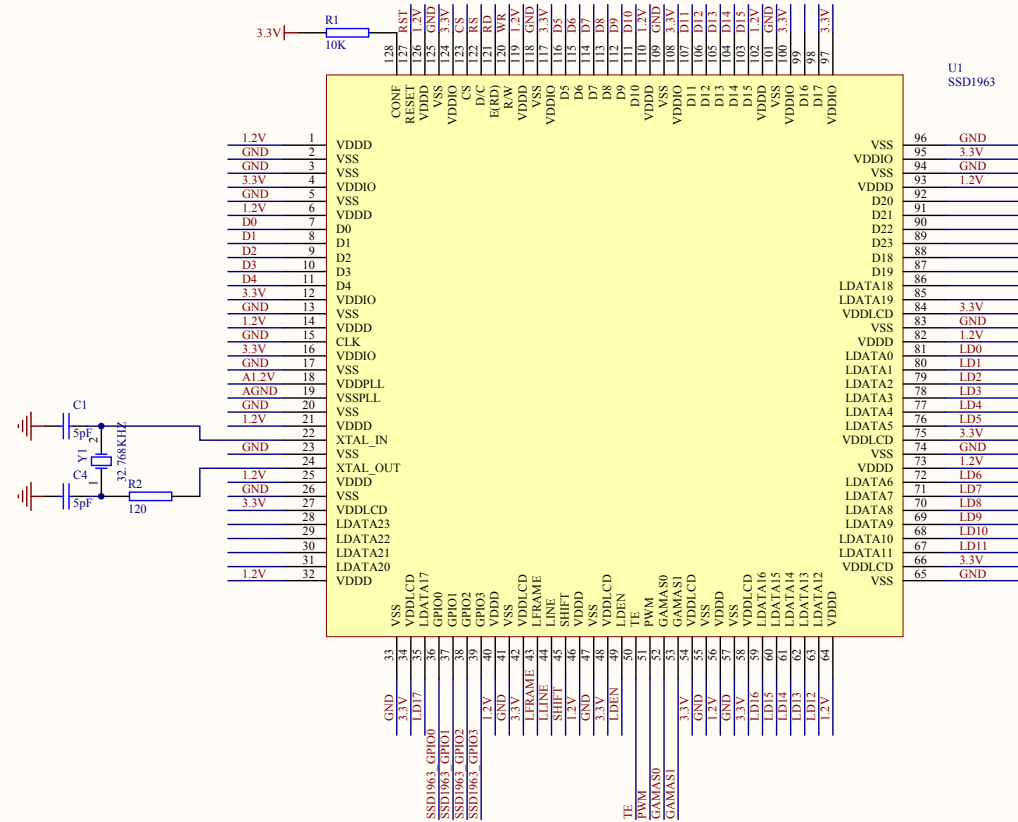 R1
3.3V
10K
RST 1.2V GND 3.3V CS RS RD WR 1.2V GND 3.3V D5 D6 D7 D8 D9 D10 1.2V GND 3.3V D11 D12 D13 D14 D15 1.2V GND 3.3V 3.3V
128 127 126 125 124 123 122 121 120 119 118 117 116 115 114 113 112 111 110 109 108 107 106 105 104 103 102 101 100 99 98 97
U1
SSD1963
CONF RESET VDDD VSS VDDIO CS D/C E(RD) R/W VDDD VSS VDDIO D5 D6 D7 D8 D9 D10 VDDD VSS VDDIO D11 D12 D13 D14 D15 VDDD VSS VDDIO D16 D17 VDDIO
1.2V 1 VDDD
GND 2 VSS
GND 3 VSS
3.3V 4 VDDIO
GND 5 VSS
1.2V 6 VDDD
D0 7 D0
D1 8 D1
D2 9 D2
D3 10 D3
D4 11 D4
3.3V 12 VDDIO
GND 13 VSS
1.2V 14 VDDD
GND 15 CLK
3.3V 16 VDDIO
GND 17 VSS
A1.2V 18 VDDPLL
AGND 19 VSSPLL
GND 20 VSS
1.2V 21 VDDD
22 XTAL_IN
GND 23 VSS
24 XTAL_OUT
1.2V 25 VDDD
GND 26 VSS
3.3V 27 VDDLCD
28 LDATA23
29 LDATA22
30 LDATA21
31 LDATA20
1.2V 32 VDDD
C1
5pF
2
Y1
32.768KHZ
1
C4
5pF
R2
120
VSS 96 GND
VDDIO 95 3.3V
VSS 94 GND
VDDD 93 1.2V
D20 92
D21 91
D22 90
D23 89
D18 88
D19 87
LDATA18 86
LDATA19 85
VDDLCD 84 3.3V
VSS 83 GND
VDDD 82 1.2V
LDATA0 81 LD0
LDATA1 80 LD1
LDATA2 79 LD2
LDATA3 78 LD3
LDATA4 77 LD4
LDATA5 76 LD5
VDDLCD 75 3.3V
VSS 74 GND
VDDD 73 1.2V
LDATA6 72 LD6
LDATA7 71 LD7
LDATA8 70 LD8
LDATA9 69 LD9
LDATA10 68 LD10
LDATA11 67 LD11
VDDLCD 66 3.3V
VSS 65 GND
VSS VDDLCD LDATA17 GPIO0 GPIO1 GPIO2 GPIO3 VDDD VSS VDDLCD LFRAME LINE SHIFT VDDD VSS VDDLCD LDEN TE PWM GAMAS0 GAMAS1 VDDLCD VSS VDDD VSS VDDLCD LDATA16 LDATA15 LDATA14 LDATA13 LDATA12 VDDD
33 34 35 36 37 38 39 40 41 42 43 44 45 46 47 48 49 50 51 52 53 54 55 56 57 58 59 60 61 62 63 64
GND 3.3V LD17 SSD1963_GPIO0 SSD1963_GPIO1 SSD1963_GPIO2 SSD1963_GPIO3 1.2V GND 3.3V LFRAME LLINE SHIFT 1.2V GND 3.3V LDEN TE PWM GAMAS0 GAMAS1 3.3V GND 1.2V GND 3.3V LD16 LD15 LD14 LD13 LD12 1.2V